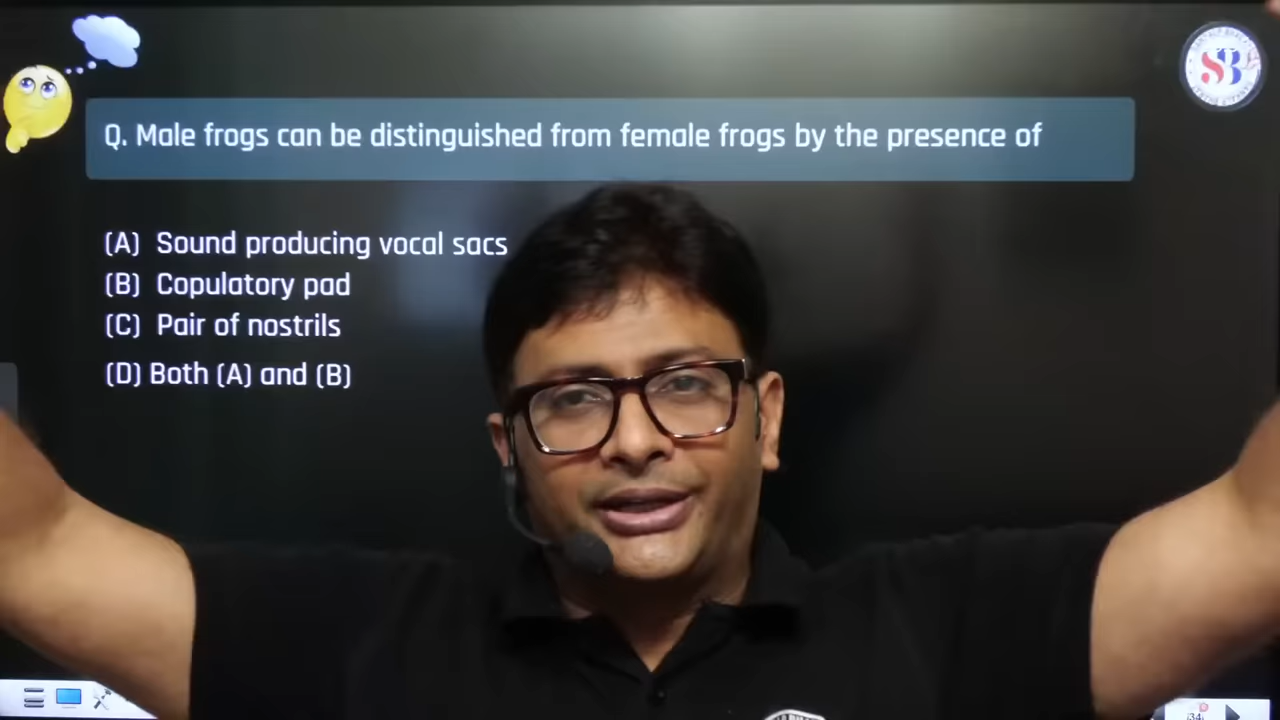 Q. Male frogs can be distinguished from female frogs by the presence of
(A) Sound producing vocal sacs
(B) Copulatory pad
(C) Pair of nostrils
(D) Both (A) and (B)
SB